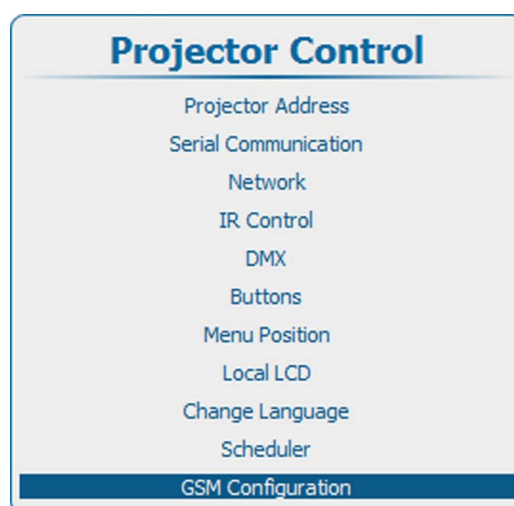 Projector Control
Projector Address
Serial Communication
Network
IR Control
DMX
Buttons
Menu Position
Local LCD
Change Language
Scheduler
GSM Configuration